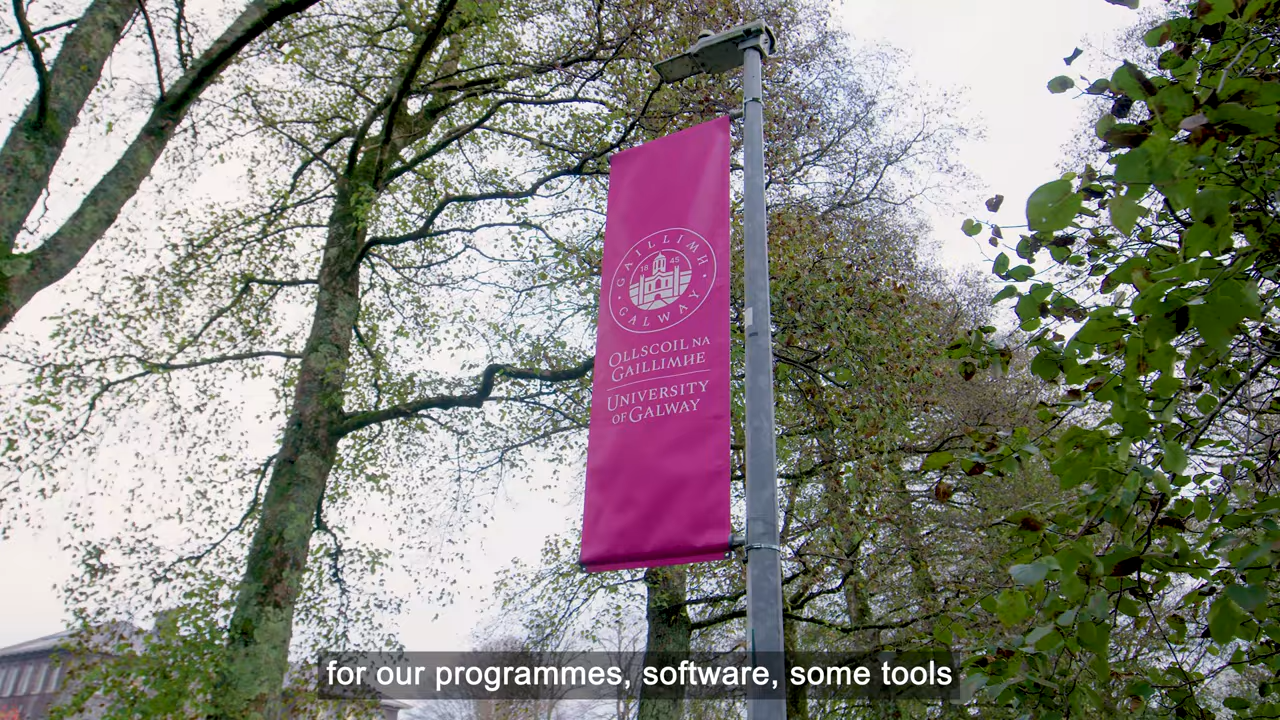 GAILLIMH
18 45
GALWAY
OLLSCOIL NA
GAILLIMHE
UNIVERSITY
OF GALWAY
for our programmes, software, some tools